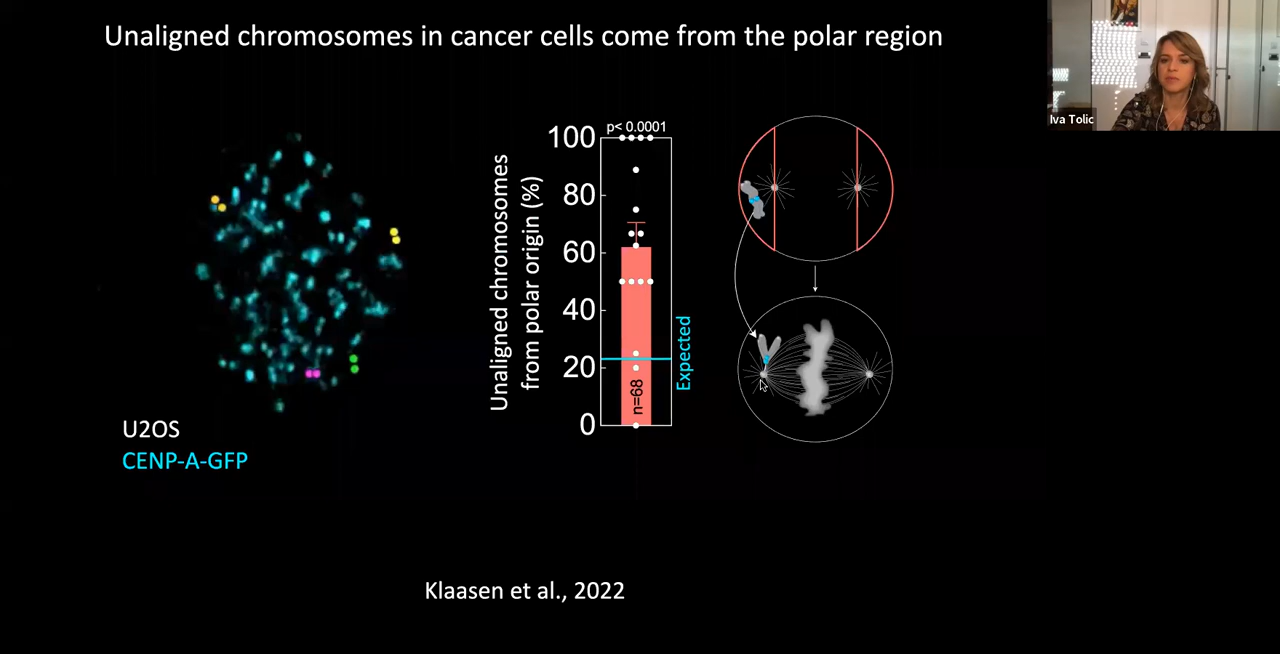 Unaligned chromosomes in cancer cells come from the polar region
Iva Tolic
U2OS
CENP-A-GFP
Unaligned chromosomes
from polar origin (%)
p< 0.0001
100
80
60
40
20
0
n=68
Expected
Klaasen et al., 2022